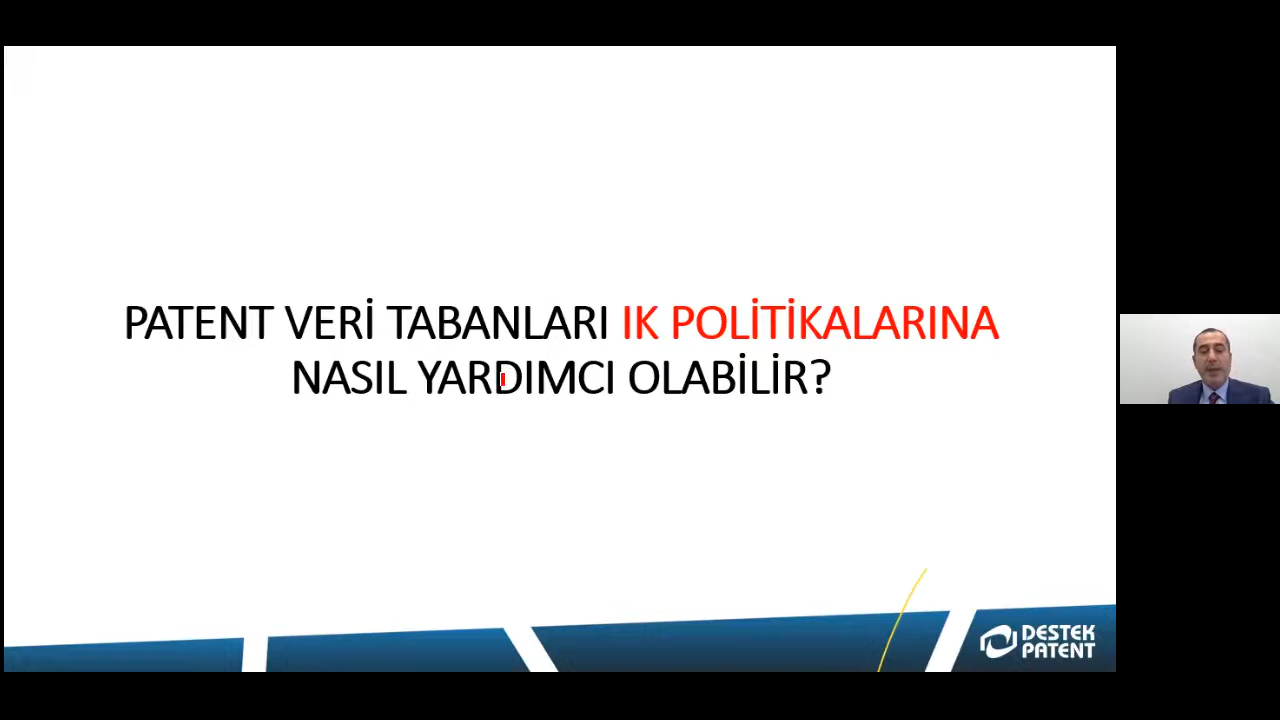 PATENT VERİ TABANLARI IK POLİTİKALARINA
NASIL YARDIMCI OLABİLİR?
DESTEK
PATENT